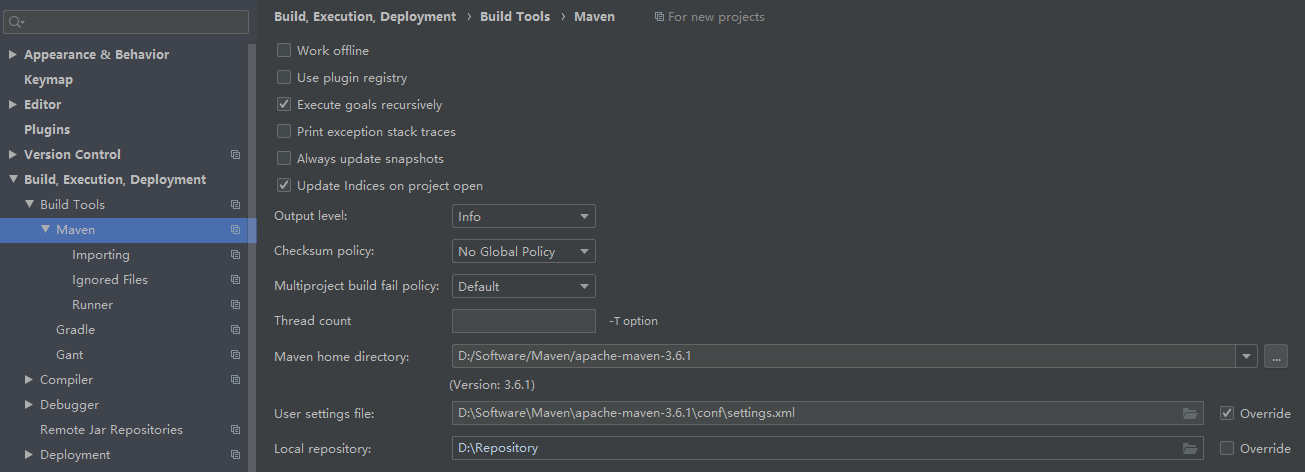 Appearance & Behavior
Keymap
Editor
Plugins
Version Control
Build, Execution, Deployment
Build Tools
Maven
Importing
Ignored Files
Runner
Gradle
Gant
Compiler
Debugger
Remote Jar Repositories
Deployment
Build, Execution, Deployment › Build Tools › Maven For new projects
Work offline
Use plugin registry
Execute goals recursively
Print exception stack traces
Always update snapshots
Update Indices on project open
Output level: Info
Checksum policy: No Global Policy
Multiproject build fail policy: Default
Thread count -T option
Maven home directory: D:/Software/Maven/apache-maven-3.6.1 ...
(Version: 3.6.1)
User settings file: D:\Software\Maven\apache-maven-3.6.1\conf\settings.xml Override
Local repository: D:\Repository Override